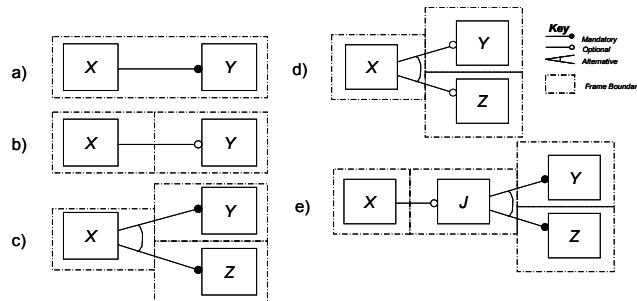 a)
X
Y
b)
X
Y
c)
X
Y
Z
d)
X
Y
Z
e)
X
J
Y
Z
Key
Mandatory
Optional
Alternative
Frame Boundar